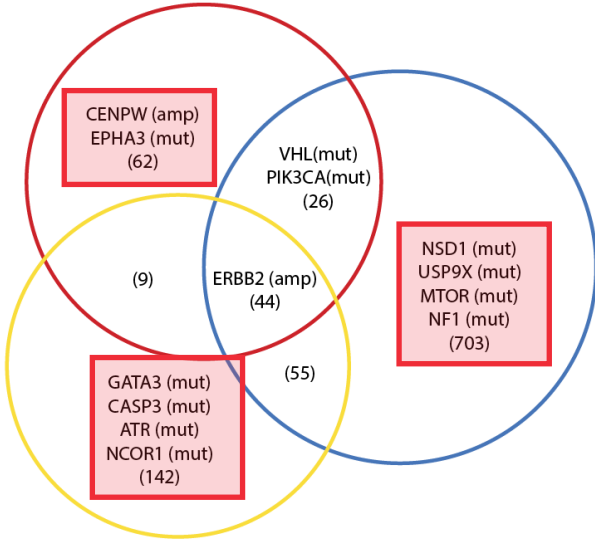 CENPW (amp)
EPHA3 (mut)
(62)
VHL(mut)
PIK3CA(mut)
(26)
NSD1 (mut)
USP9X (mut)
MTOR (mut)
NF1 (mut)
(703)
(9)
ERBB2 (amp)
(44)
(55)
GATA3 (mut)
CASP3 (mut)
ATR (mut)
NCOR1 (mut)
(142)